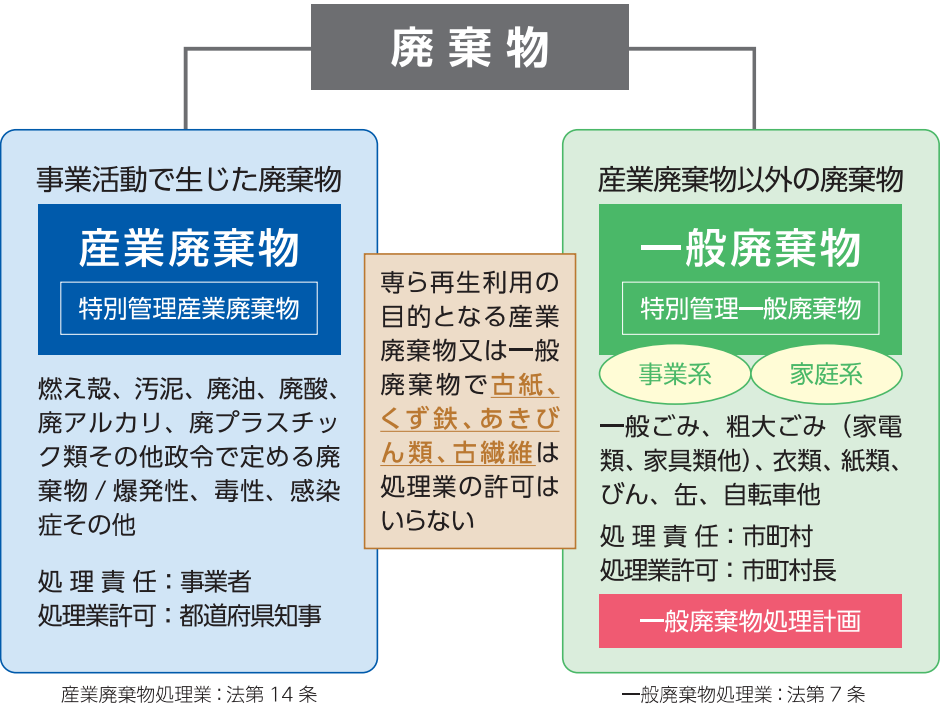 廃棄物
事業活動で生じた廃棄物
産業廃棄物
特別管理産業廃棄物
燃え殻、汚泥、廃油、廃酸、
廃アルカリ、廃プラスチッ
ク類その他政令で定める廃
棄物/爆発性、毒性、感染
症その他
処理責任：事業者
処理業許可：都道府県知事
産業廃棄物処理業：法第14条
専ら再生利用の
目的となる産業
廃棄物又は一般
廃棄物で古紙、
くず鉄、あきび
ん類、古繊維は
処理業の許可は
いらない
産業廃棄物以外の廃棄物
一般廃棄物
特別管理一般廃棄物
事業系
家庭系
一般ごみ、粗大ごみ（家電
類、家具類他）、衣類、紙類、
びん、缶、自転車他
処理責任：市町村
処理業許可：市町村長
一般廃棄物処理計画
一般廃棄物処理業：法第7条